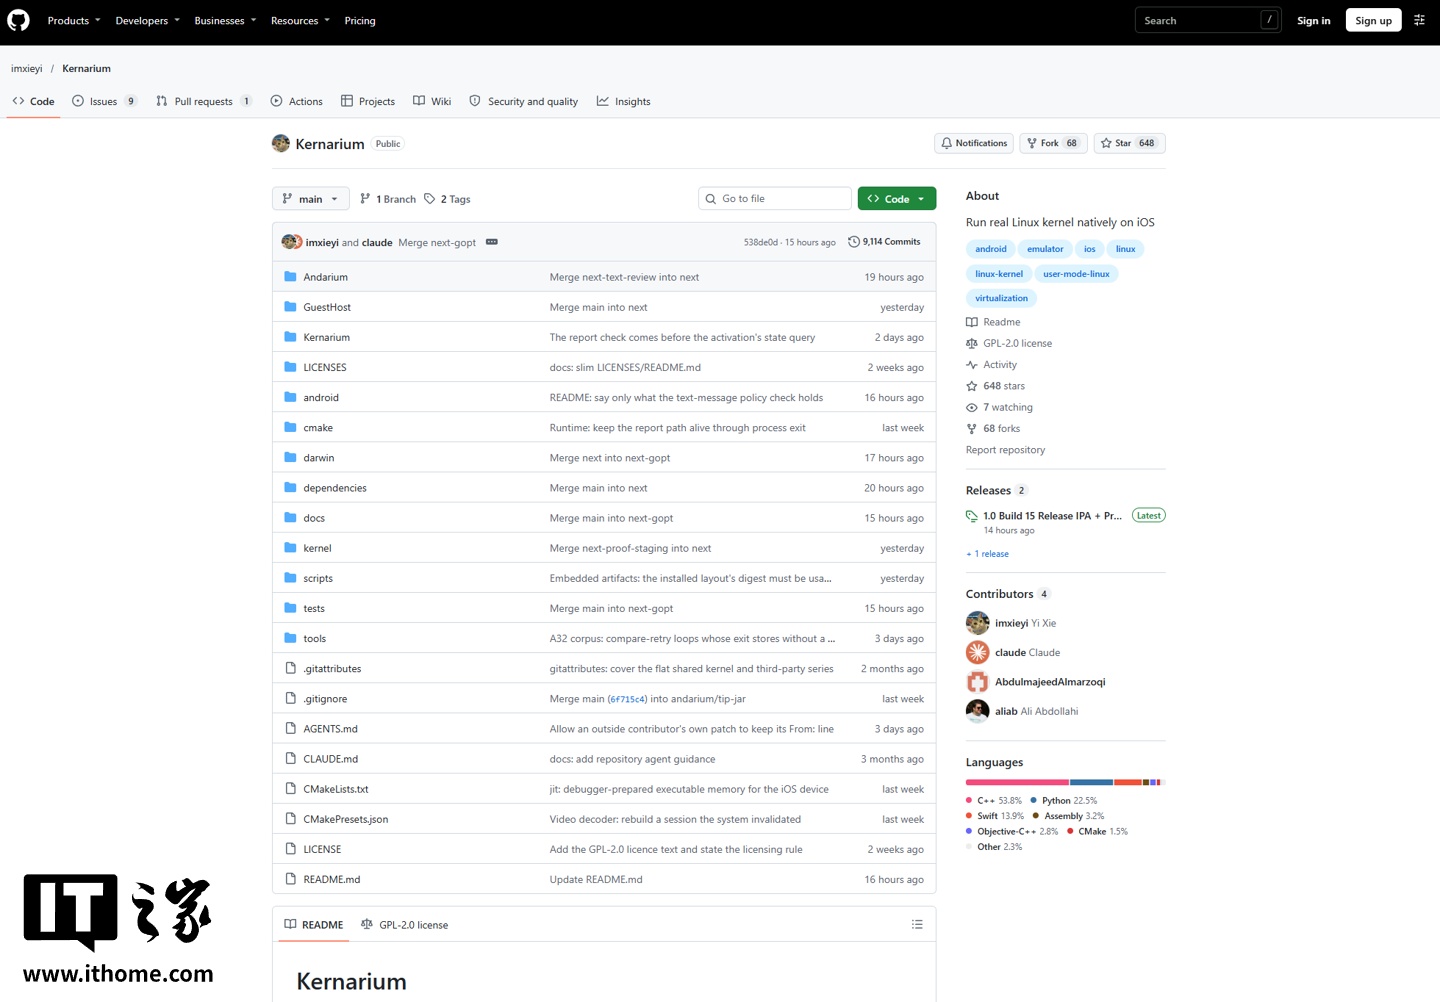 Products Developers Businesses Resources Pricing Search / Sign in Sign up
imxieyi / Kernarium
Code Issues 9 Pull requests 1 Actions Projects Wiki Security and quality Insights
Kernarium Public Notifications Fork 68 Star 648
main 1 Branch 2 Tags Go to file Code
imxieyi and claude Merge next-gopt 538de0d · 15 hours ago 9,114 Commits
Andarium Merge next-text-review into next 19 hours ago
GuestHost Merge main into next yesterday
Kernarium The report check comes before the activation's state query 2 days ago
LICENSES docs: slim LICENSES/README.md 2 weeks ago
android README: say only what the text-message policy check holds 16 hours ago
cmake Runtime: keep the report path alive through process exit last week
darwin Merge next into next-gopt 17 hours ago
dependencies Merge main into next 20 hours ago
docs Merge main into next-gopt 15 hours ago
kernel Merge next-proof-staging into next yesterday
scripts Embedded artifacts: the installed layout's digest must be usa... yesterday
tests Merge main into next-gopt 15 hours ago
tools A32 corpus: compare-retry loops whose exit stores without a ... 3 days ago
.gitattributes gitattributes: cover the flat shared kernel and third-party series 2 months ago
.gitignore Merge main (6f715c4) into andarium/tip-jar last week
AGENTS.md Allow an outside contributor's own patch to keep its From: line 3 days ago
CLAUDE.md docs: add repository agent guidance 3 months ago
CMakeLists.txt jit: debugger-prepared executable memory for the iOS device last week
CMakePresets.json Video decoder: rebuild a session the system invalidated last week
LICENSE Add the GPL-2.0 licence text and state the licensing rule 2 weeks ago
README.md Update README.md 16 hours ago
README GPL-2.0 license
Kernarium
About
Run real Linux kernel natively on iOS
android emulator ios linux
linux-kernel user-mode-linux
virtualization
Readme
GPL-2.0 license
Activity
648 stars
7 watching
68 forks
Report repository
Releases 2
1.0 Build 15 Release IPA + Pr... Latest
14 hours ago
+ 1 release
Contributors 4
imxieyi Yi Xie
claude Claude
AbdulmajeedAlmarzoqi
aliab Ali Abdollahi
Languages
C++ 53.8% Python 22.5%
Swift 13.9% Assembly 3.2%
Objective-C++ 2.8% CMake 1.5%
Other 2.3%
IT之家
www.ithome.com